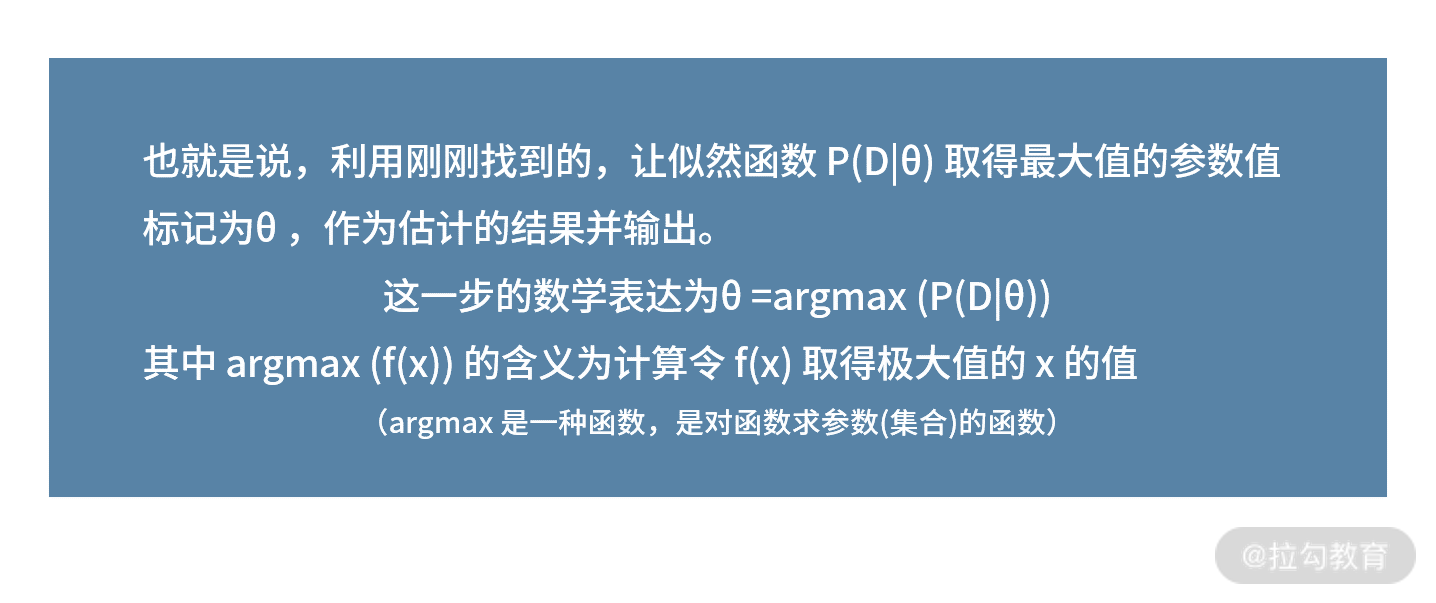 也就是说，利用刚刚找到的，让似然函数 P(D|θ) 取得最大值的参数值
标记为θ ，作为估计的结果并输出。
这一步的数学表达为θ =argmax (P(D|θ))
其中 argmax (f(x)) 的含义为计算令 f(x) 取得极大值的 x 的值
（argmax 是一种函数，是对函数求参数(集合)的函数）
@拉勾教育